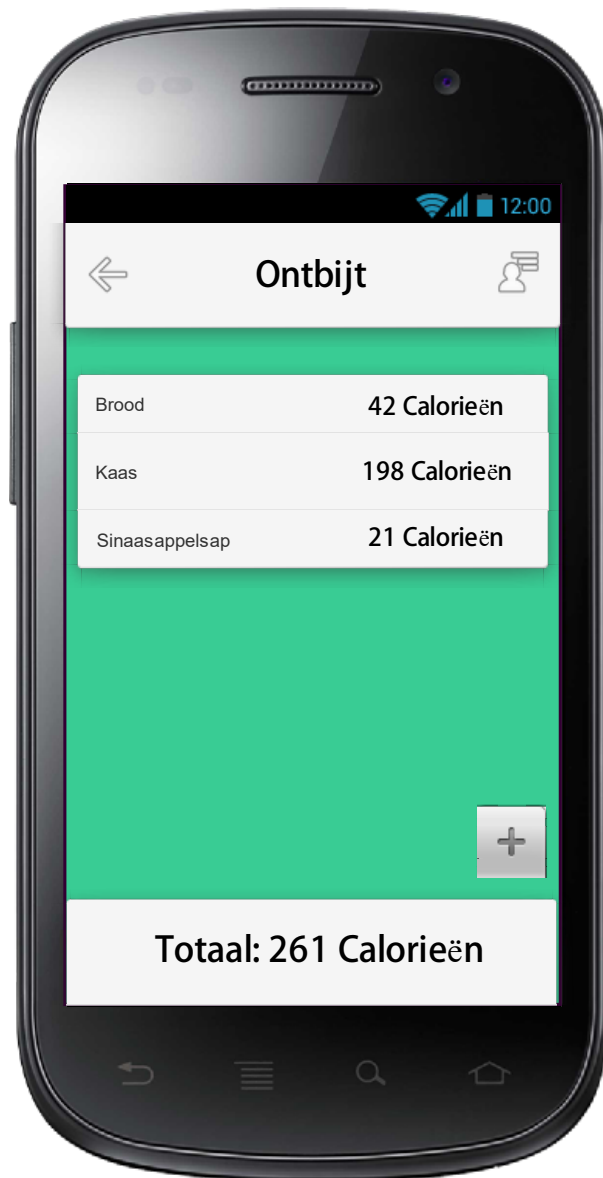 12:00
Ontbijt
Brood 42 Calorieën
Kaas 198 Calorieën
Sinaasappelsap 21 Calorieën
+
Totaal: 261 Calorieën